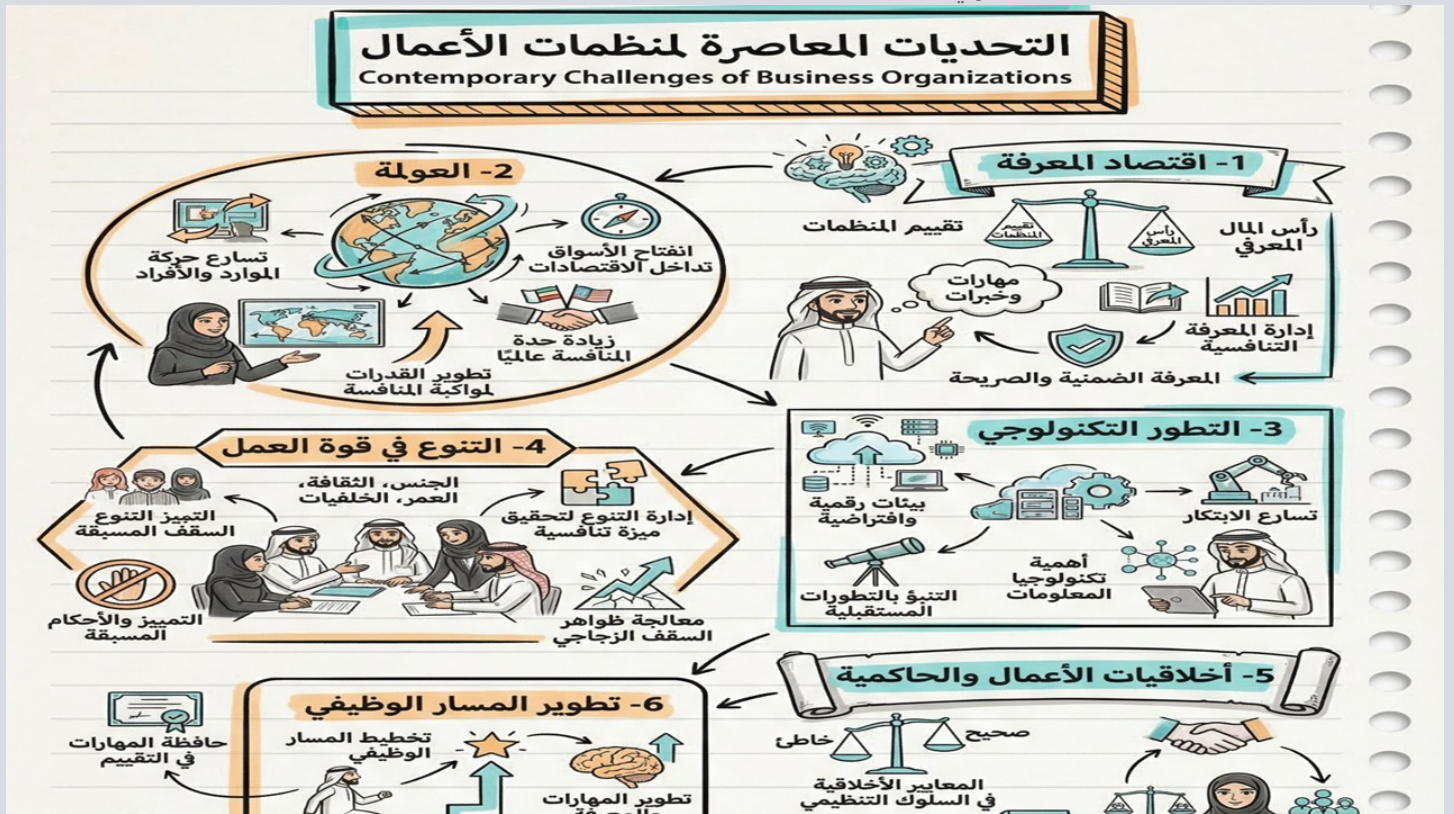 التحديات المعاصرة لمنظمات الأعمال
Contemporary Challenges of Business Organizations
1- اقتصاد المعرفة
رأس المال
المعرفي
رأس
المعرفي
تقييم
المنظمات
تقييم المنظمات
مهارات
وخبرات
إدارة المعرفة
التنافسية
المعرفة الضمنية والصريحة
2- العولمة
انفتاح الأسواق
تداخل الاقتصادات
تسارع حركة
الموارد والأفراد
زيادة حدة
المنافسة عالميًا
تطوير القدرات
لمواكبة المنافسة
3- التطور التكنولوجي
تسارع الابتكار
بيئات رقمية
وافتراضية
أهمية
تكنولوجيا
المعلومات
التنبؤ بالتطورات
المستقبلية
4- التنوع في قوة العمل
الجنس، الثقافة،
العمر، الخلفيات
إدارة التنوع لتحقيق
ميزة تنافسية
التميز التنوع
السقف المسبقة
معالجة ظواهر
السقف الزجاجي
التمييز والأحكام
المسبقة
5- أخلاقيات الأعمال والحاكمية
صحيح
خاطئ
المعايير الأخلاقية
في السلوك التنظيمي
6- تطوير المسار الوظيفي
تخطيط المسار
الوظيفي
حافظة المهارات
في التقييم
تطوير المهارات